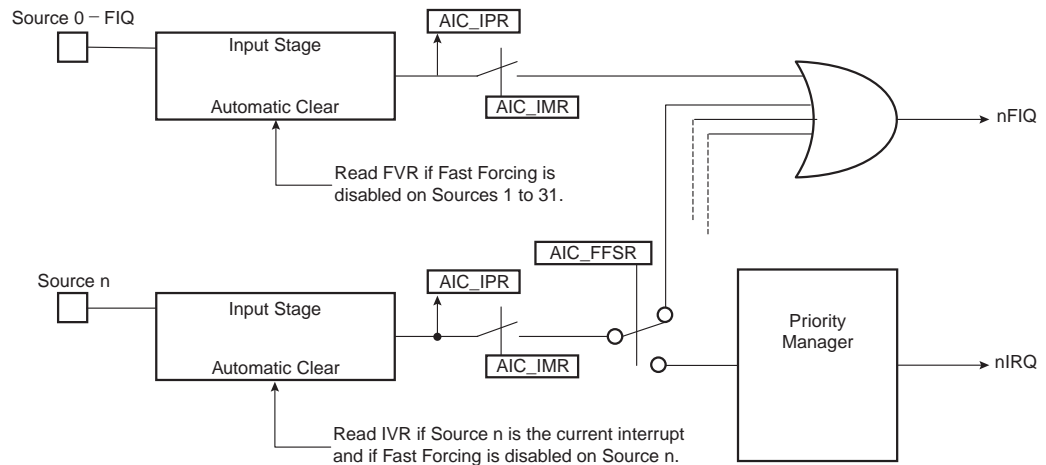 Source 0 – FIQ
AIC_IPR
Input Stage
Automatic Clear
AIC_IMR
nFIQ
Read FVR if Fast Forcing is
disabled on Sources 1 to 31.
AIC_FFSR
Source n
AIC_IPR
Input Stage
Priority
Manager
Automatic Clear
AIC_IMR
nIRQ
Read IVR if Source n is the current interrupt
and if Fast Forcing is disabled on Source n.